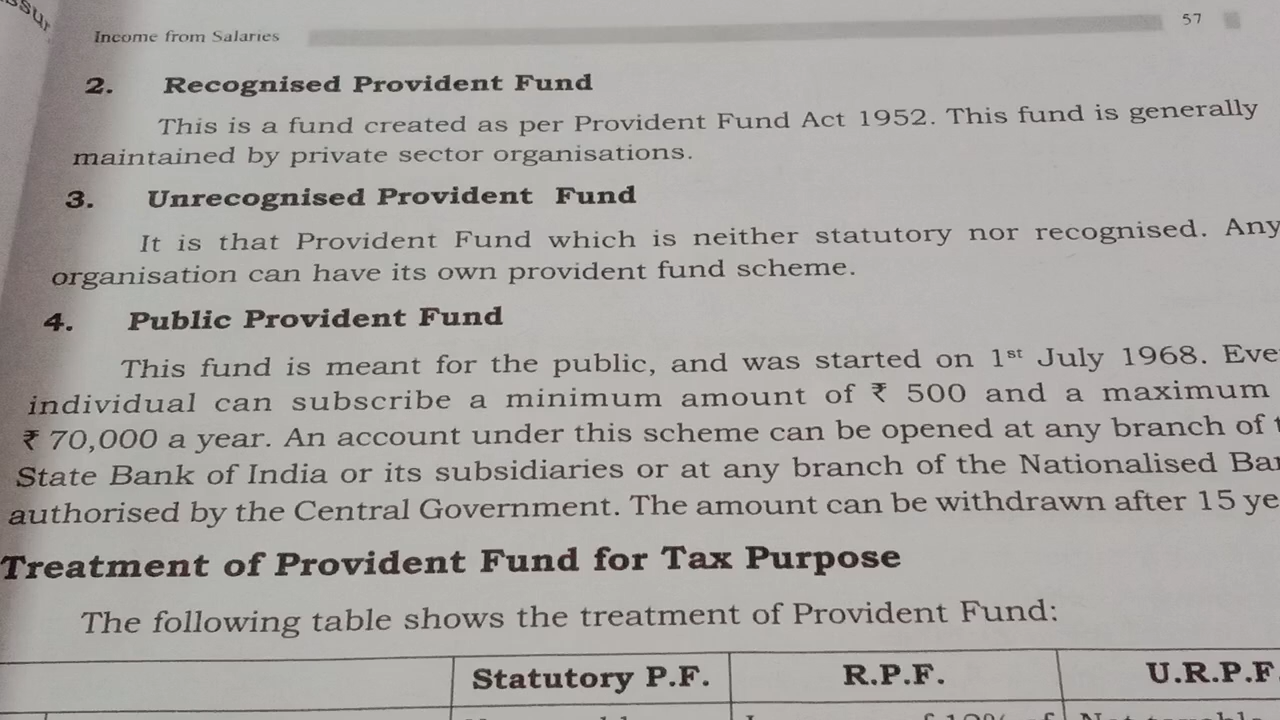 Income from Salaries 57
2. Recognised Provident Fund
This is a fund created as per Provident Fund Act 1952. This fund is generally
maintained by private sector organisations.
3. Unrecognised Provident Fund
It is that Provident Fund which is neither statutory nor recognised. Any
organisation can have its own provident fund scheme.
4. Public Provident Fund
This fund is meant for the public, and was started on 1st July 1968.
individual can subscribe a minimum amount of ₹ 500 and a maximum
₹ 70,000 a year. An account under this scheme can be opened at any branch of
State Bank of India or its subsidiaries or at any branch of the Nationalised
authorised by the Central Government. The amount can be withdrawn after 15
Treatment of Provident Fund for Tax Purpose
The following table shows the treatment of Provident Fund:
Statutory P.F. R.P.F. U.R.P.F.